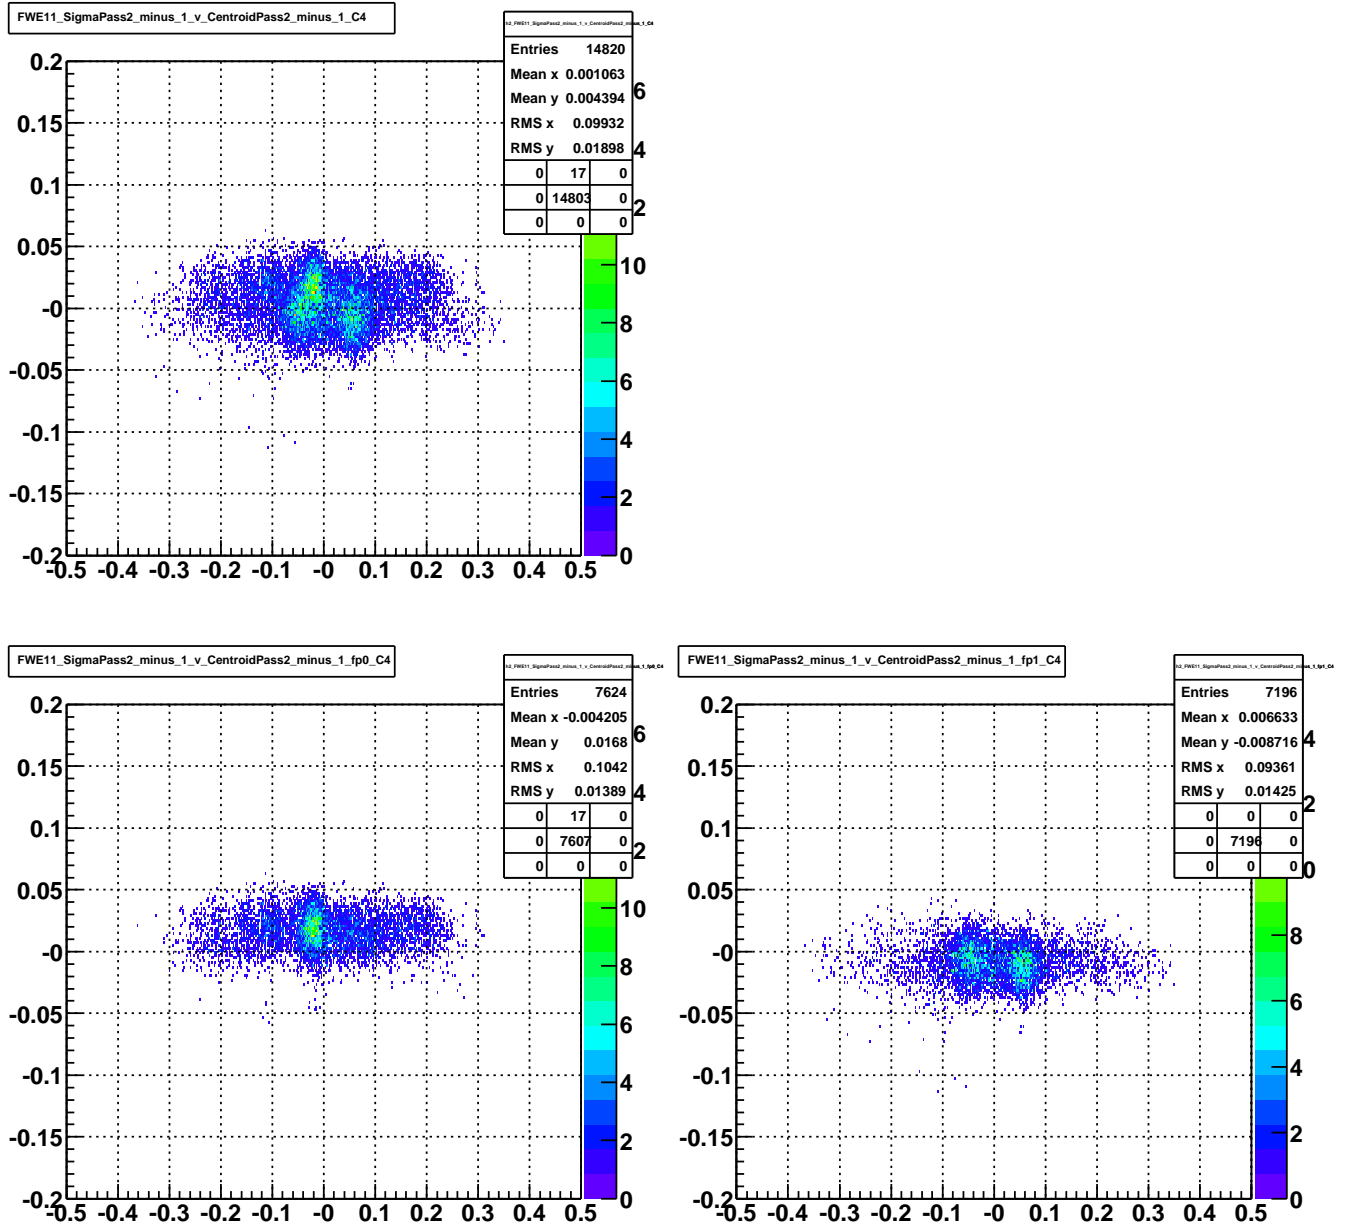 FWE11_SigmaPass2_minus_1_v_CentroidPass2_minus_1_C4
h2_FWE11_SigmaPass2_minus_1_v_CentroidPass2_minus_1_C4
Entries 14820
Mean x 0.001063
Mean y 0.004394
RMS x 0.09932
RMS y 0.01898
0 17 0
0 14803 0
0 0 0
0.2
0.15
0.1
0.05
-0
-0.05
-0.1
-0.15
-0.2
-0.5 -0.4 -0.3 -0.2 -0.1 -0 0.1 0.2 0.3 0.4 0.5
6
4
2
10
8
6
4
2
0
FWE11_SigmaPass2_minus_1_v_CentroidPass2_minus_1_fp0_C4
h2_FWE11_SigmaPass2_minus_1_v_CentroidPass2_minus_1_fp0_C4
Entries 7624
Mean x -0.004205
Mean y 0.0168
RMS x 0.1042
RMS y 0.01389
0 17 0
0 7607 0
0 0 0
0.2
0.15
0.1
0.05
-0
-0.05
-0.1
-0.15
-0.2
-0.5 -0.4 -0.3 -0.2 -0.1 -0 0.1 0.2 0.3 0.4 0.5
6
4
2
10
8
6
4
2
0
FWE11_SigmaPass2_minus_1_v_CentroidPass2_minus_1_fp1_C4
h2_FWE11_SigmaPass2_minus_1_v_CentroidPass2_minus_1_fp1_C4
Entries 7196
Mean x 0.006633
Mean y -0.008716
RMS x 0.09361
RMS y 0.01425
0 0 0
0 7196 0
0 0 0
0.2
0.15
0.1
0.05
-0
-0.05
-0.1
-0.15
-0.2
-0.5 -0.4 -0.3 -0.2 -0.1 -0 0.1 0.2 0.3 0.4 0.5
4
2
0
8
6
4
2
0